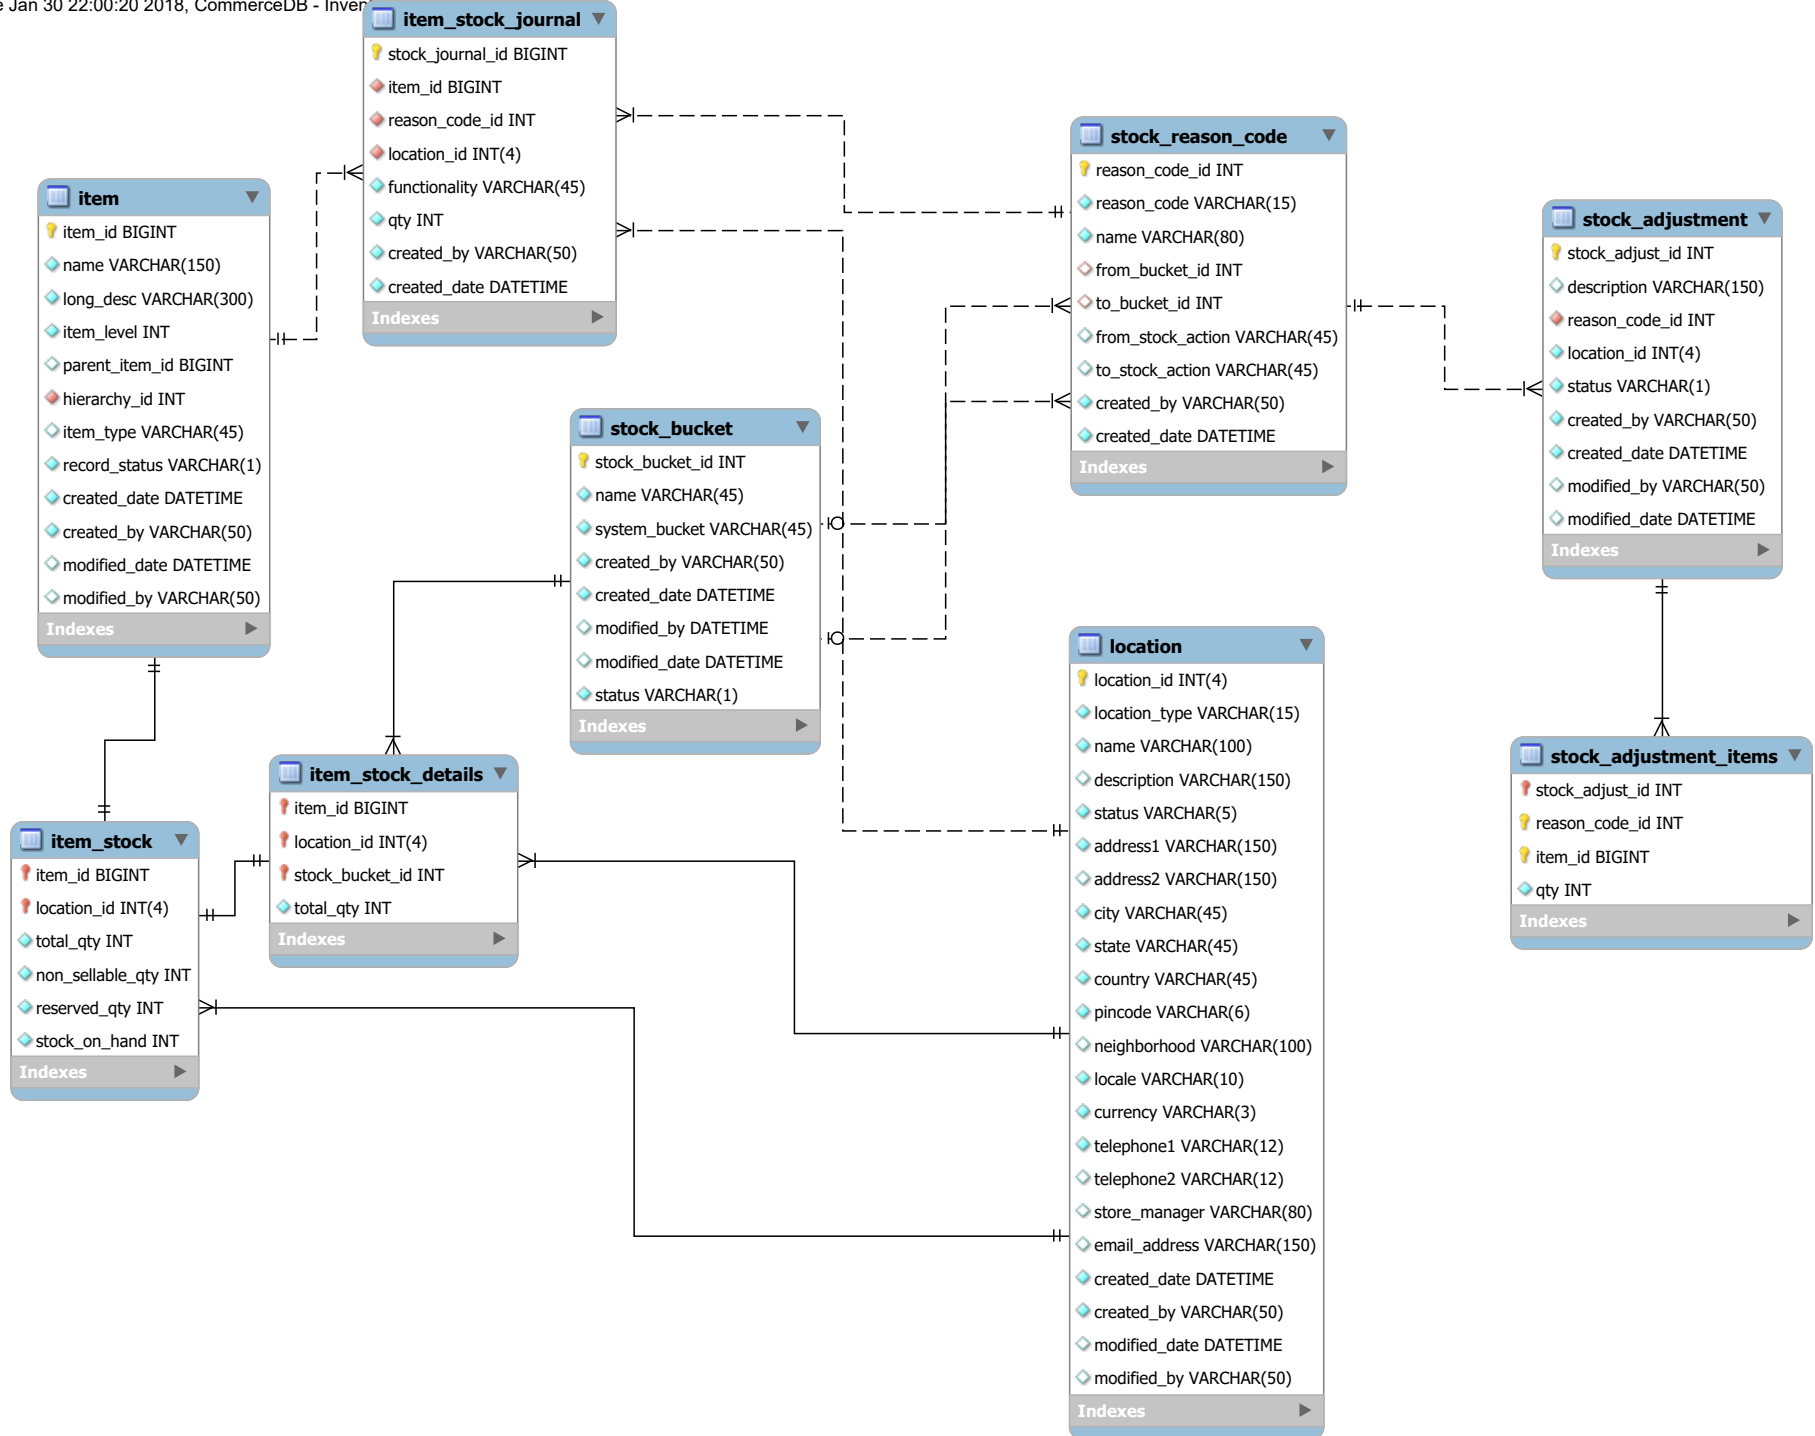 Jan 30 22:00:20 2018, CommerceDB - Inven
item_stock_journal
stock_journal_id BIGINT
item_id BIGINT
reason_code_id INT
location_id INT(4)
functionality VARCHAR(45)
qty INT
created_by VARCHAR(50)
created_date DATETIME
Indexes
item
item_id BIGINT
name VARCHAR(150)
long_desc VARCHAR(300)
item_level INT
parent_item_id BIGINT
hierarchy_id INT
item_type VARCHAR(45)
record_status VARCHAR(1)
created_date DATETIME
created_by VARCHAR(50)
modified_date DATETIME
modified_by VARCHAR(50)
Indexes
stock_reason_code
reason_code_id INT
reason_code VARCHAR(15)
name VARCHAR(80)
from_bucket_id INT
to_bucket_id INT
from_stock_action VARCHAR(45)
to_stock_action VARCHAR(45)
created_by VARCHAR(50)
created_date DATETIME
Indexes
stock_adjustment
stock_adjust_id INT
description VARCHAR(150)
reason_code_id INT
location_id INT(4)
status VARCHAR(1)
created_by VARCHAR(50)
created_date DATETIME
modified_by VARCHAR(50)
modified_date DATETIME
Indexes
stock_bucket
stock_bucket_id INT
name VARCHAR(45)
system_bucket VARCHAR(45)
created_by VARCHAR(50)
created_date DATETIME
modified_by DATETIME
modified_date DATETIME
status VARCHAR(1)
Indexes
location
location_id INT(4)
location_type VARCHAR(15)
name VARCHAR(100)
description VARCHAR(150)
status VARCHAR(5)
address1 VARCHAR(150)
address2 VARCHAR(150)
city VARCHAR(45)
state VARCHAR(45)
country VARCHAR(45)
pincode VARCHAR(6)
neighborhood VARCHAR(100)
locale VARCHAR(10)
currency VARCHAR(3)
telephone1 VARCHAR(12)
telephone2 VARCHAR(12)
store_manager VARCHAR(80)
email_address VARCHAR(150)
created_date DATETIME
created_by VARCHAR(50)
modified_date DATETIME
modified_by VARCHAR(50)
Indexes
item_stock_details
item_id BIGINT
location_id INT(4)
stock_bucket_id INT
total_qty INT
Indexes
item_stock
item_id BIGINT
location_id INT(4)
total_qty INT
non_sellable_qty INT
reserved_qty INT
stock_on_hand INT
Indexes
stock_adjustment_items
stock_adjust_id INT
reason_code_id INT
item_id BIGINT
qty INT
Indexes